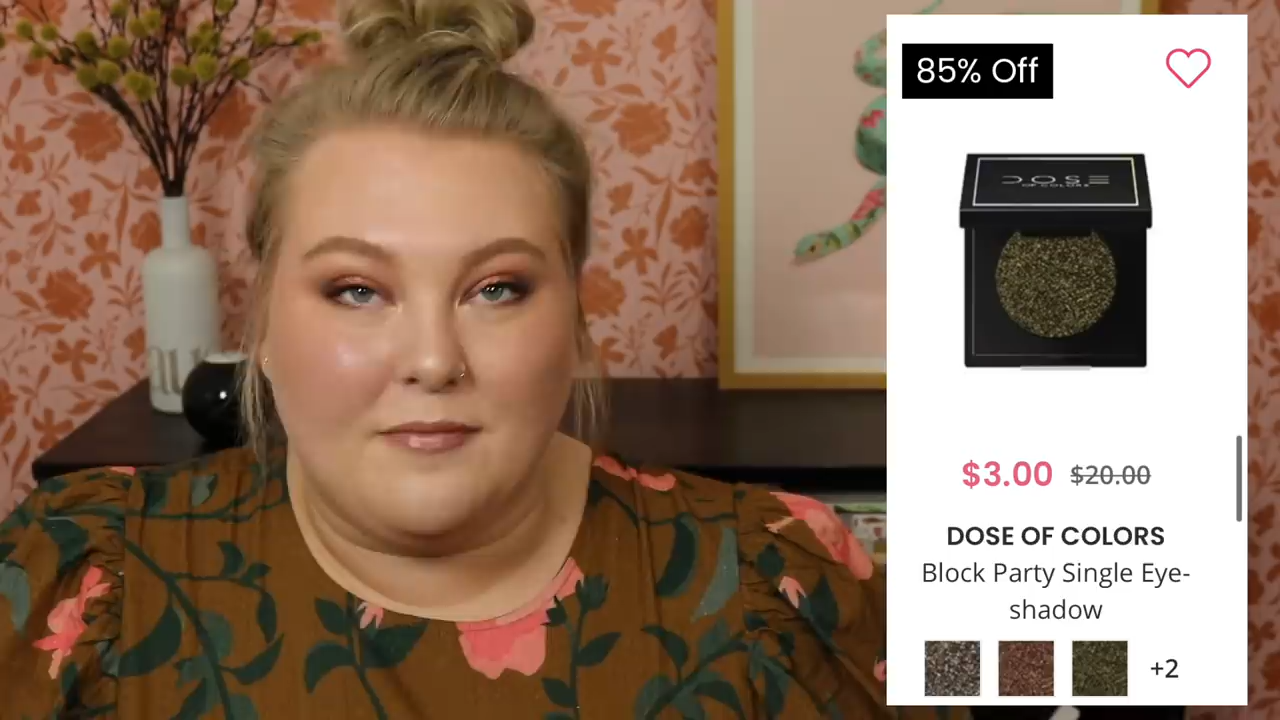 85% Off
DOSE
OF COLORS
$3.00 $20.00
DOSE OF COLORS
Block Party Single Eye-
shadow
+2